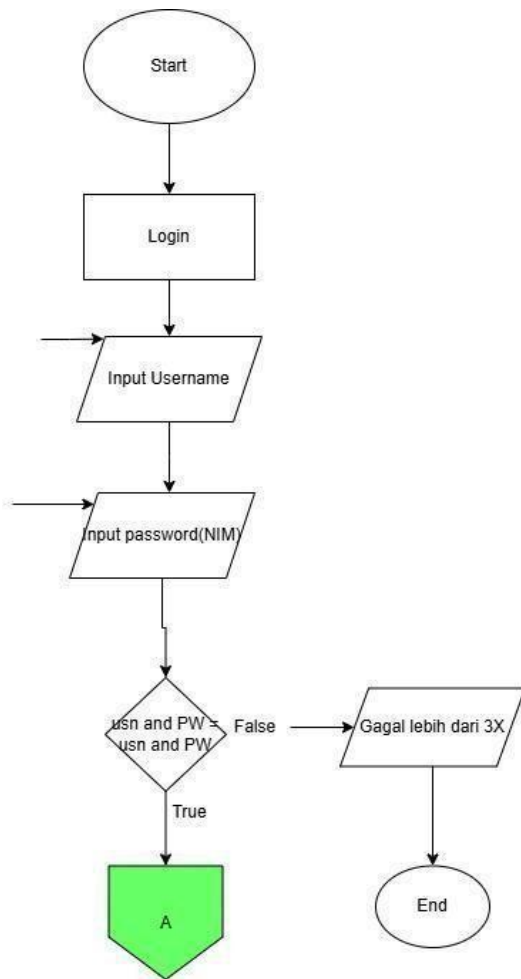 Start
Login
Input Username
Input password(NIM)
usn and PW =
usn and PW
False
Gagal lebih dari 3X
True
A
End